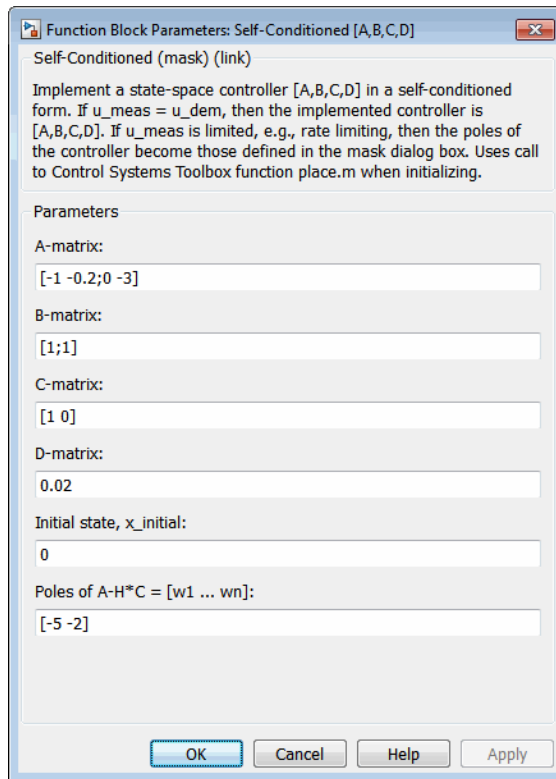 Function Block Parameters: Self-Conditioned [A,B,C,D]
Self-Conditioned (mask) (link)
Implement a state-space controller [A,B,C,D] in a self-conditioned
form. If u_meas = u_dem, then the implemented controller is
[A,B,C,D]. If u_meas is limited, e.g., rate limiting, then the poles of
the controller become those defined in the mask dialog box. Uses call
to Control Systems Toolbox function place.m when initializing.
Parameters
A-matrix:
[-1 -0.2;0 -3]
B-matrix:
[1;1]
C-matrix:
[1 0]
D-matrix:
0.02
Initial state, x_initial:
0
Poles of A-H*C = [w1 ... wn]:
[-5 -2]
OK Cancel Help Apply